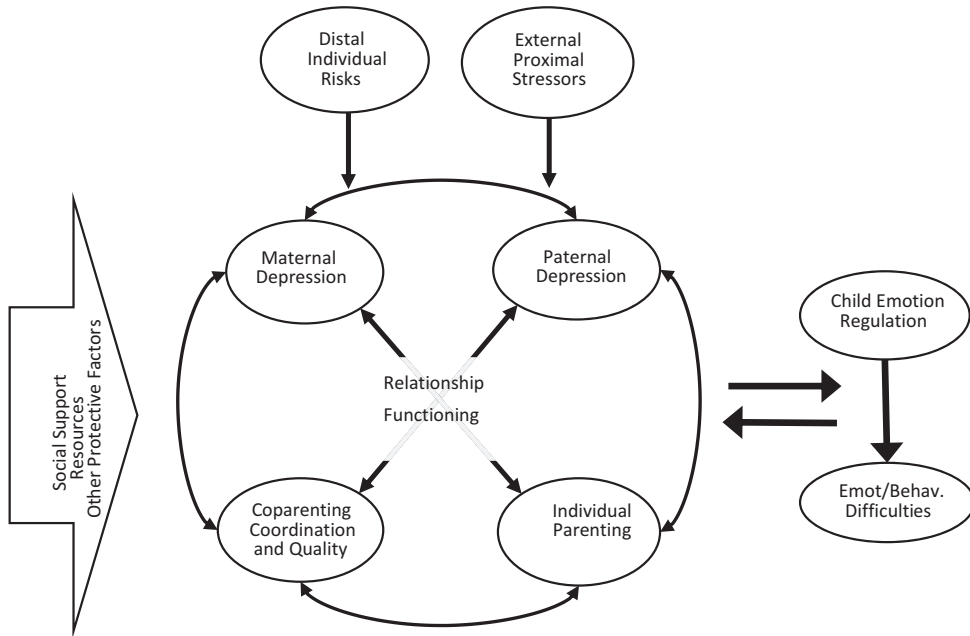 Distal
Individual
Risks
External
Proximal
Stressors
Maternal
Depression
Paternal
Depression
Social Support
Resources
Other Protective Factors
Relationship
Functioning
Child Emotion
Regulation
Coparenting
Coordination
and Quality
Individual
Parenting
Emot/Behav.
Difficulties